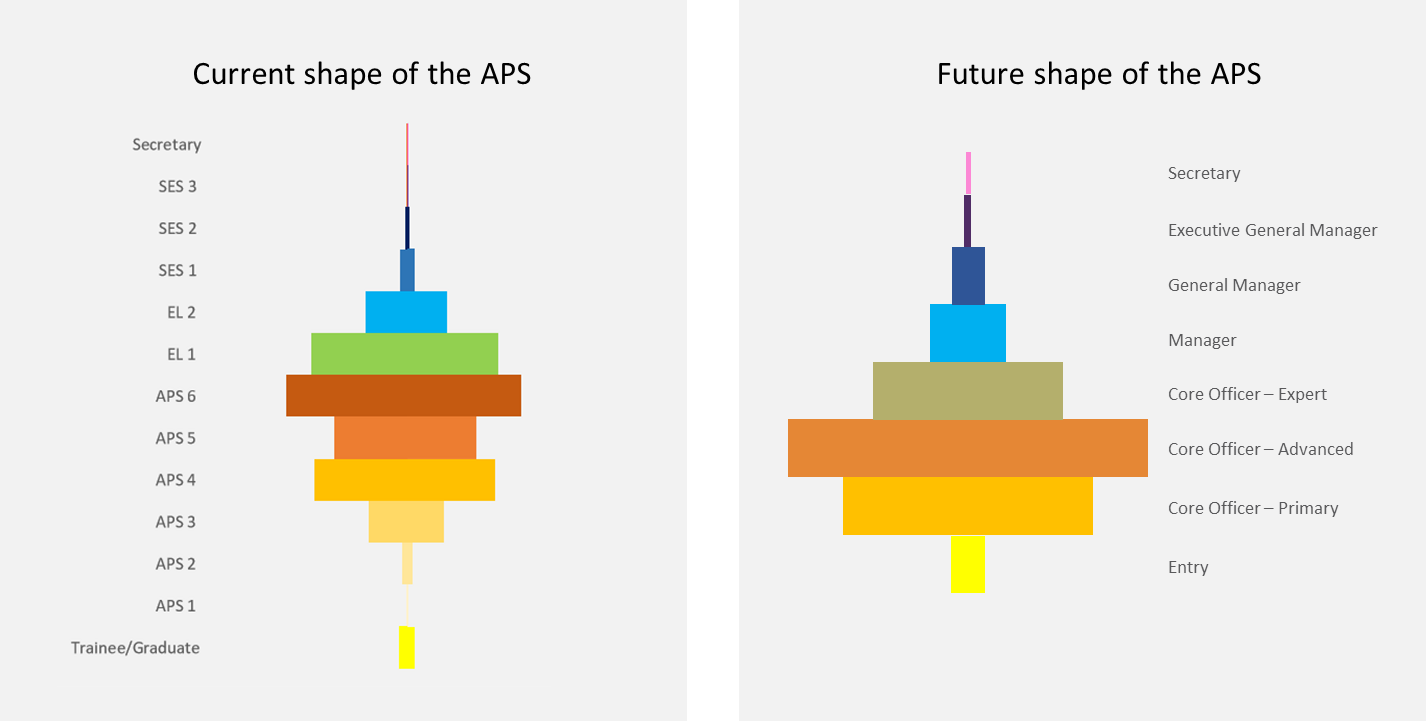 Current shape of the APS
Secretary
SES 3
SES 2
SES 1
EL 2
EL 1
APS 6
APS 5
APS 4
APS 3
APS 2
APS 1
Trainee/Graduate
Future shape of the APS
Secretary
Executive General Manager
General Manager
Manager
Core Officer – Expert
Core Officer – Advanced
Core Officer – Primary
Entry